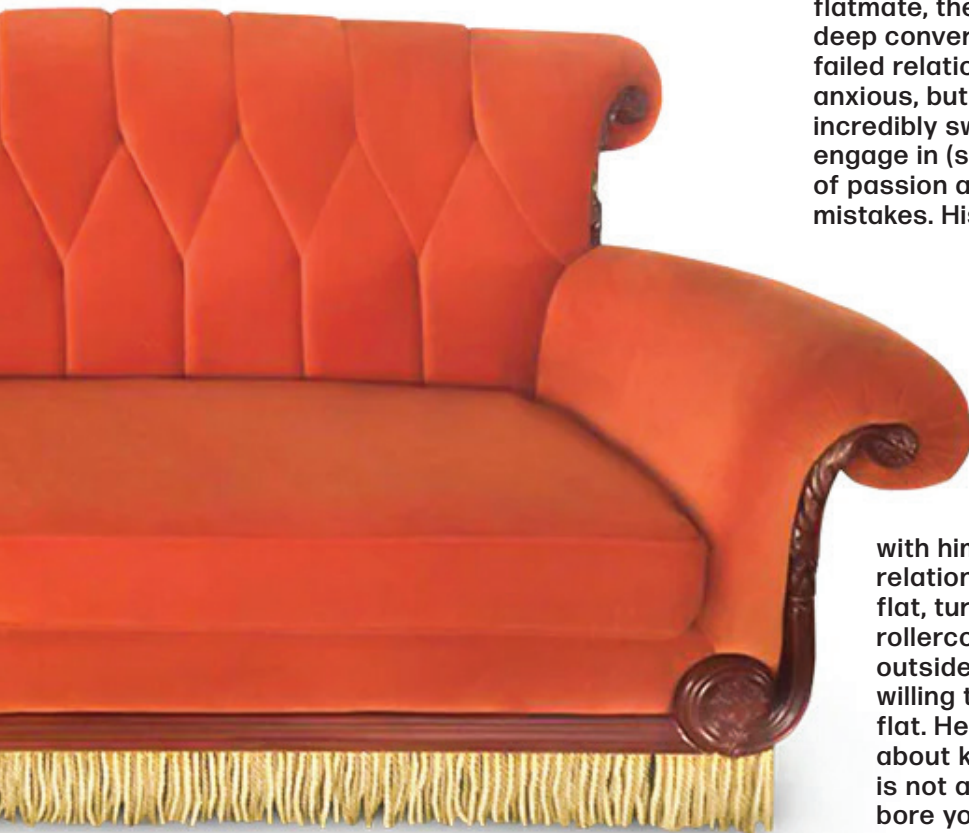 flatmate, the
deep conver
failed relatio
anxious, but
incredibly sw
engage in (s
of passion a
mistakes. His
with him
relation
flat, tur
rollerco
outside
willing t
flat. He
about k
is not a
bore yo